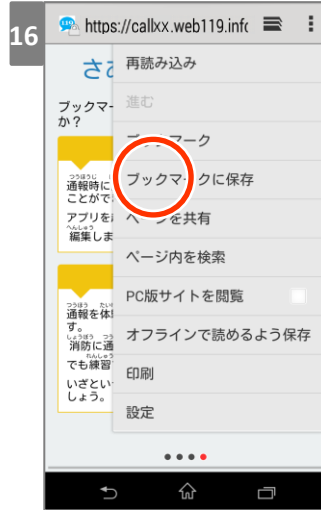 16
https://callxx.web119.info
さ
再読み込み
ブックマー
か?
進む
ブックマーク
通報時に
ことがで
ブックマークに保存
アプリを
編集しま
ページを共有
ページ内を検索
PC版サイトを閲覧
通報を体
す。
消防に通
でも練習
オフラインで読めるよう保存
印刷
いざとい
しょう。
設定